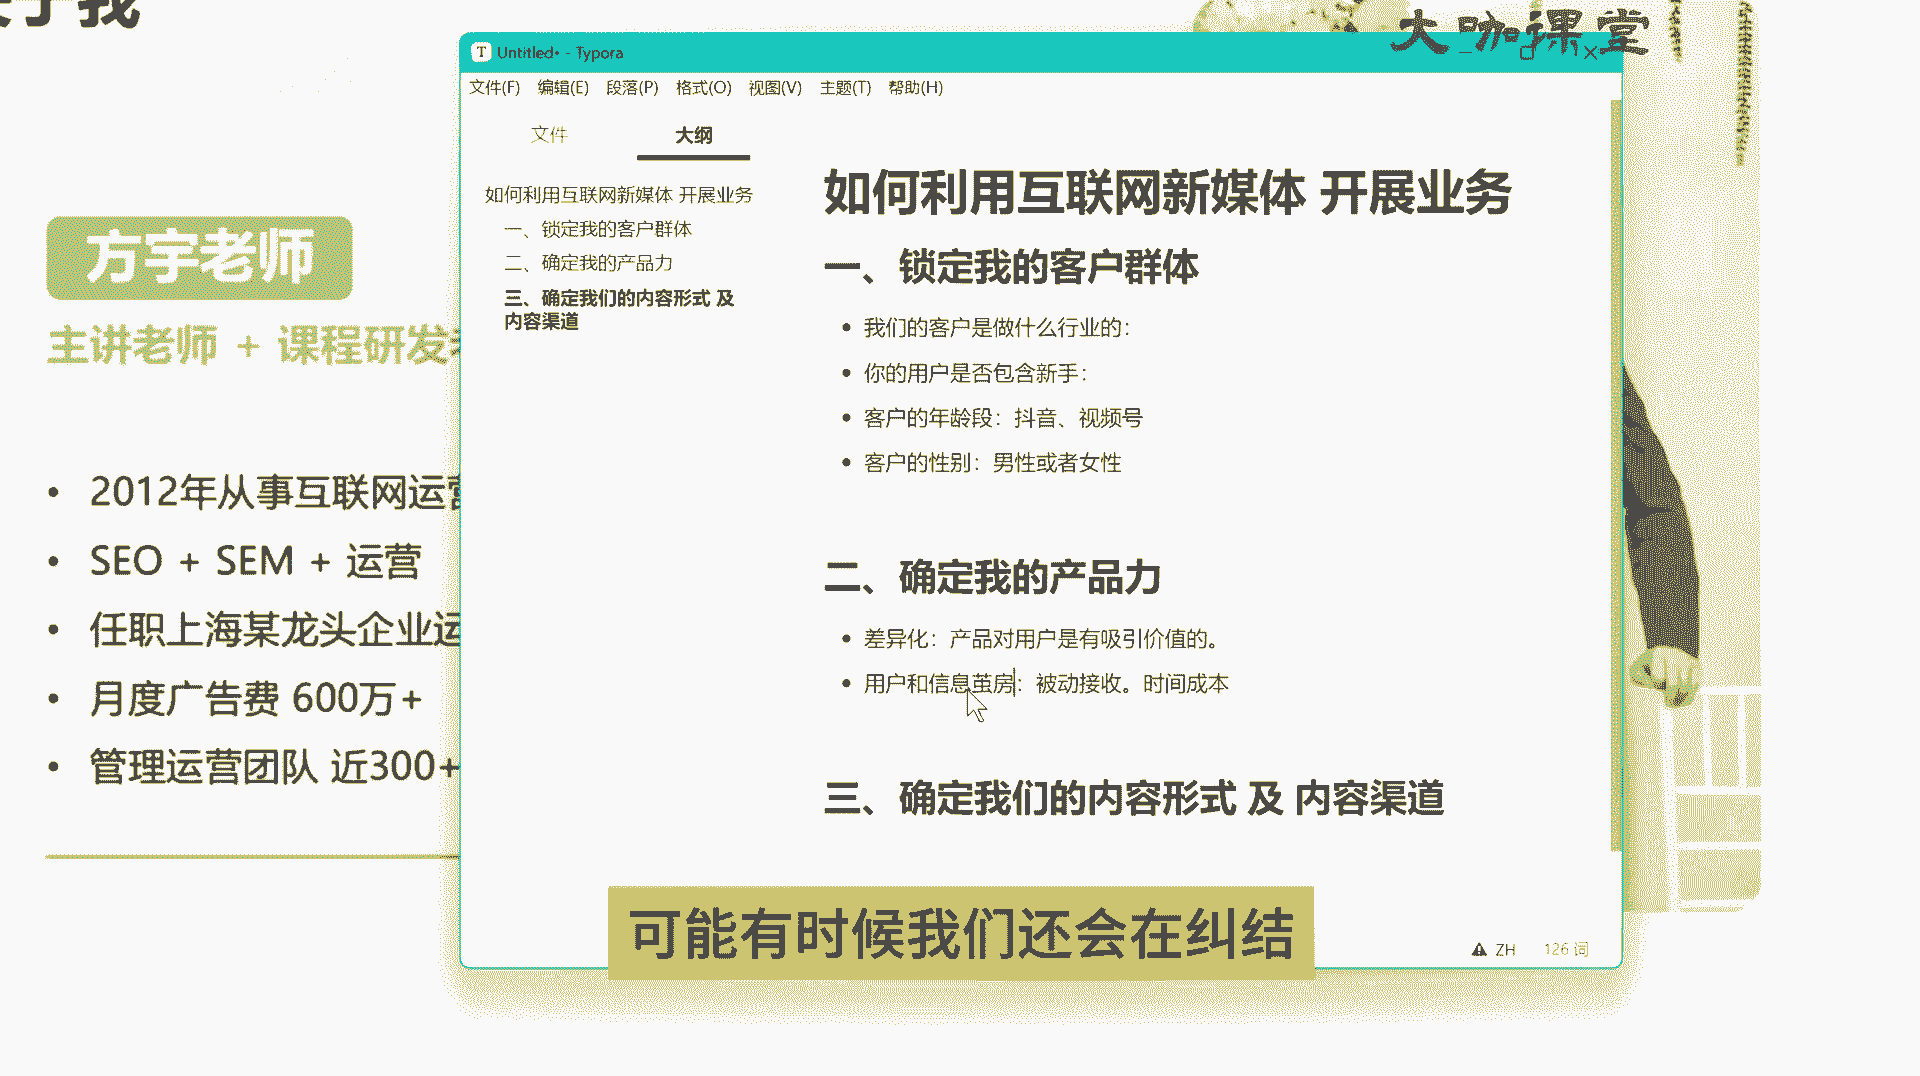 于我
大咖课堂
Untitled• - Typora
文件(F) 编辑(E) 段落(P) 格式(O) 视图(V) 主题(T) 帮助(H)
文件 大纲
如何利用互联网新媒体 开展业务
一、锁定我的客户群体
二、确定我的产品力
三、确定我们的内容形式 及
内容渠道
如何利用互联网新媒体 开展业务
一、锁定我的客户群体
我们的客户是做什么行业的：
你的用户是否包含新手：
客户的年龄段：抖音、视频号
客户的性别：男性或者女性
二、确定我的产品力
差异化：产品对用户是有吸引价值的。
用户和信息茧房：被动接收。时间成本
三、确定我们的内容形式 及 内容渠道
ZH 126 词
方宇老师
主讲老师 + 课程研发
2012年从事互联网运营
SEO + SEM + 运营
任职上海某龙头企业运
月度广告费 600万+
管理运营团队 近300+
可能有时候我们还会在纠结